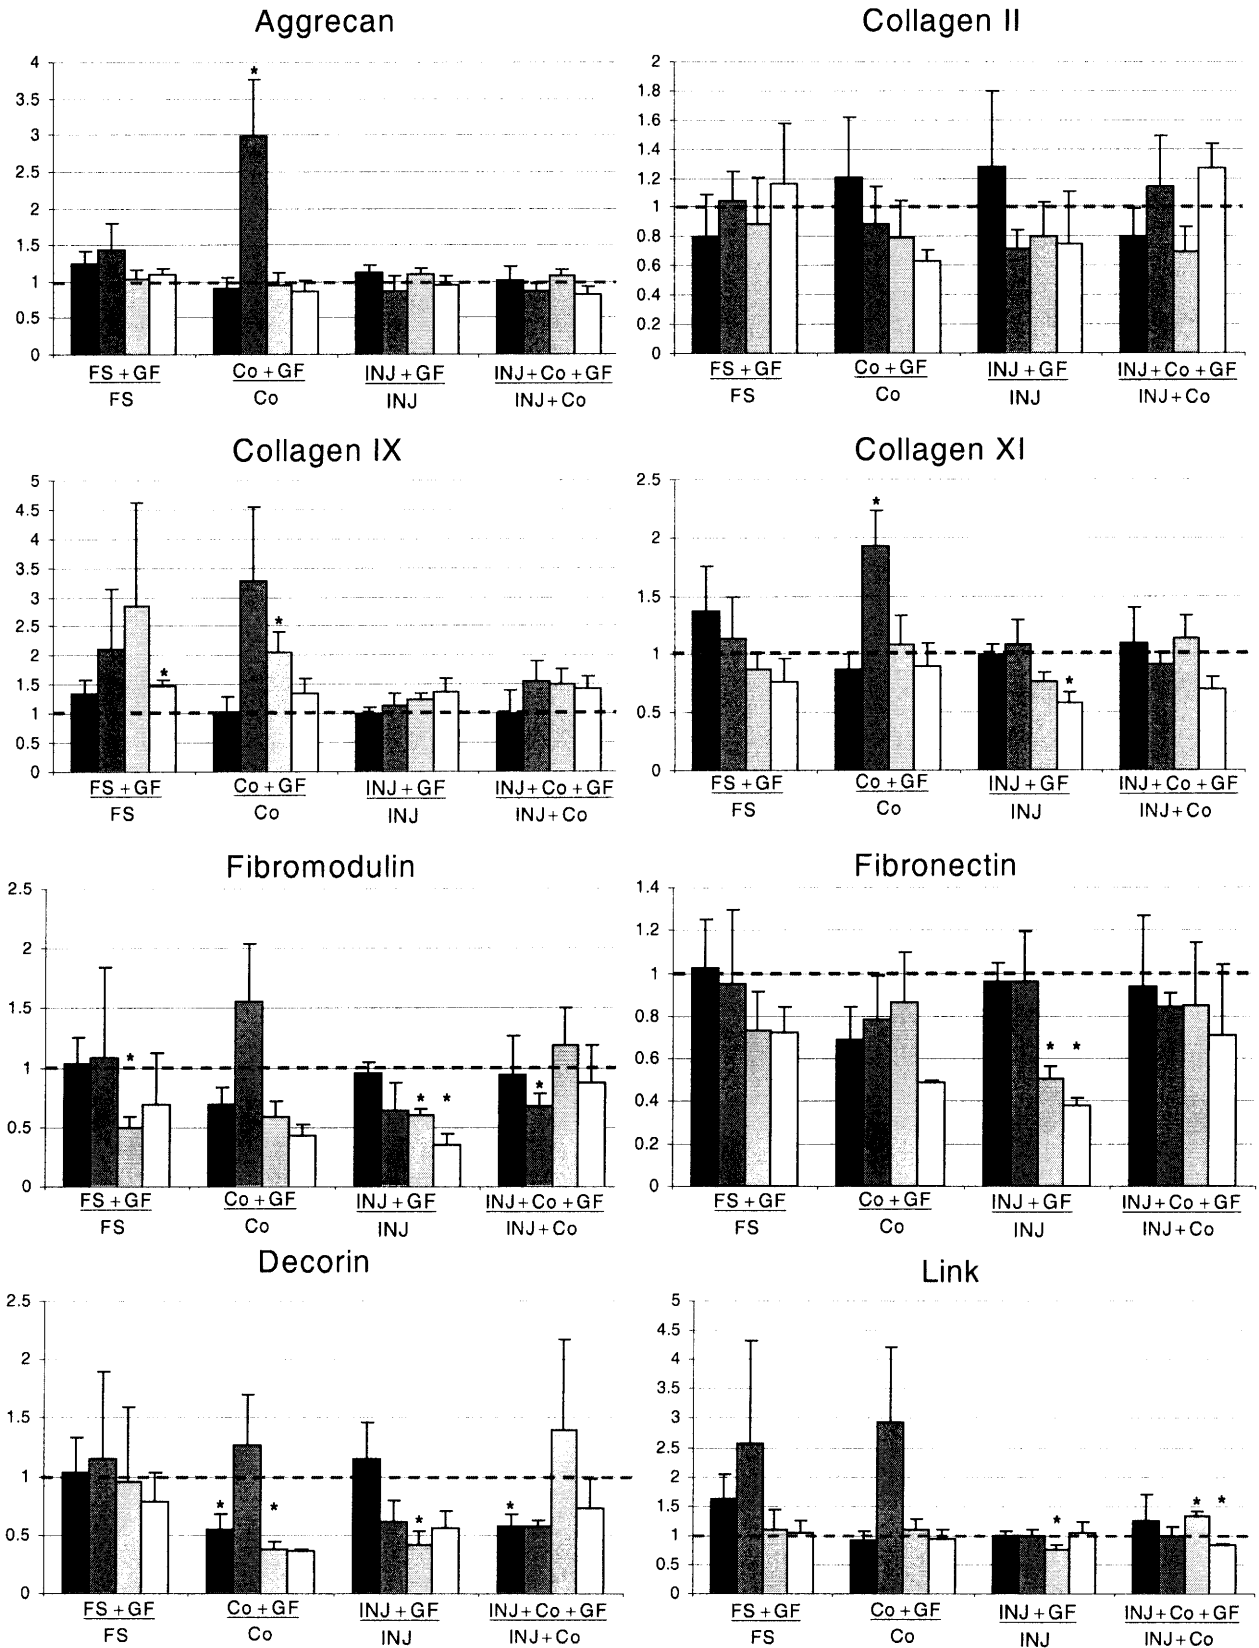 Aggrecan
4
3.5
3
2.5
2
1.5
1
0.5
0
*
FS + GF
FS
Co + GF
Co
INJ + GF
INJ
INJ+Co + GF
INJ+Co
Collagen II
2
1.8
1.6
1.4
1.2
1
0.8
0.6
0.4
0.2
0
FS + GF
FS
Co + GF
Co
INJ + GF
INJ
INJ+Co + GF
INJ+Co
Collagen IX
5
4.5
4
3.5
3
2.5
2
1.5
1
0.5
0
*
*
FS +GF
FS
Co +GF
Co
INJ +GF
INJ
INJ+Co +GF
INJ+Co
Collagen XI
2.5
2
1.5
1
0.5
0
*
*
FS +GF
FS
Co +GF
Co
INJ +GF
INJ
INJ+Co +GF
INJ+Co
Fibromodulin
2.5
2
1.5
1
0.5
0
*
* *
*
FS +GF
FS
Co +GF
Co
INJ +GF
INJ
INJ+Co +GF
INJ+Co
Fibronectin
1.4
1.2
1
0.8
0.6
0.4
0.2
0
* *
FS +GF
FS
Co +GF
Co
INJ +GF
INJ
INJ+Co +GF
INJ+Co
Decorin
2.5
2
1.5
1
0.5
0
* *
*
*
FS +GF
FS
Co +GF
Co
INJ +GF
INJ
INJ+Co +GF
INJ+Co
Link
5
4.5
4
3.5
3
2.5
2
1.5
1
0.5
0
*
* *
FS +GF
FS
Co +GF
Co
INJ +GF
INJ
INJ+Co +GF
INJ+Co